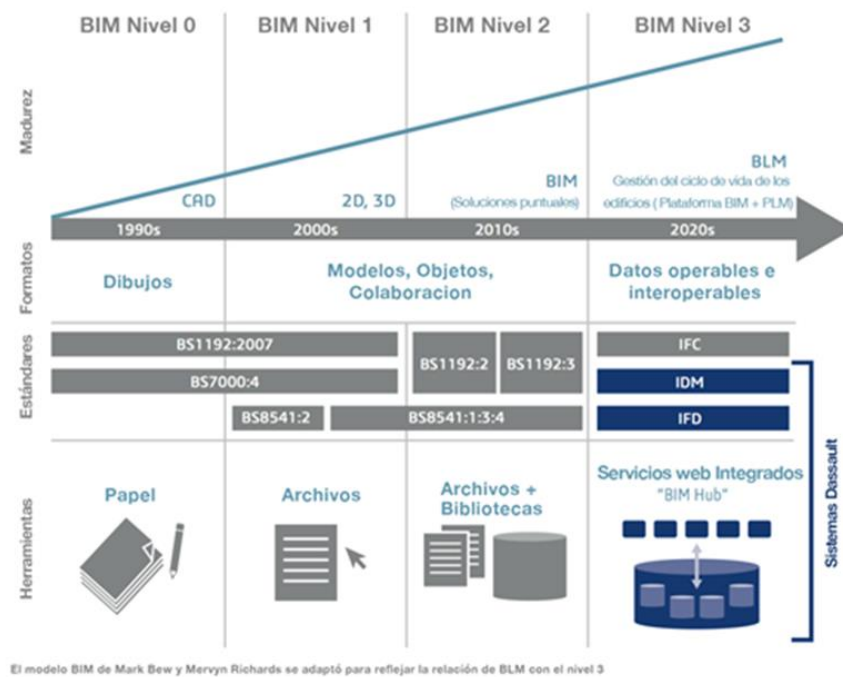 BIM Nivel 0
BIM Nivel 1
BIM Nivel 2
BIM Nivel 3
Madurez
CAD
2D, 3D
BIM
(Soluciones puntuales)
BLM
Gestión del ciclo de vida de los
edificios ( Plataforma BIM + PLM)
1990s
2000s
2010s
2020s
Formatos
Dibujos
Modelos, Objetos,
Colaboracion
Datos operables e
interoperables
Estándares
BS1192:2007
BS7000:4
BS8541:2
BS8541:1:3:4
BS1192:2
BS1192:3
IFC
IDM
IFD
Herramientas
Papel
Archivos
Archivos +
Bibliotecas
Servicios web Integrados
"BIM Hub"
Sistemas Dassault
El modelo BIM de Mark Bew y Mervyn Richards se adaptó para reflejar la relación de BLM con el nivel 3